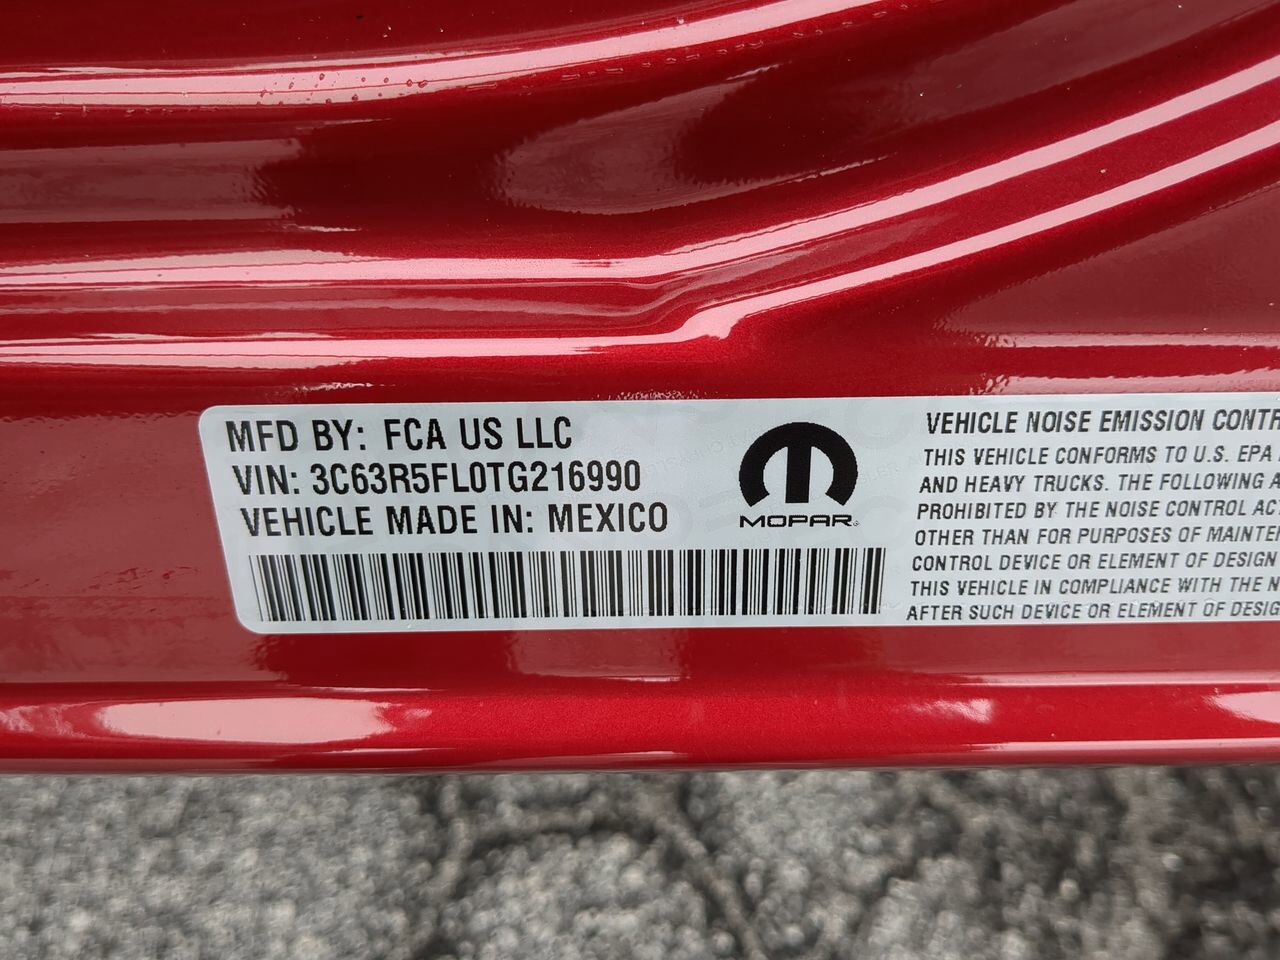 MFD BY: FCA US LLC
VIN: 3C63R5FL0TG216990
VEHICLE MADE IN: MEXICO
MOPAR
VEHICLE NOISE EMISSION CONTR
THIS VEHICLE CONFORMS TO U.S. EPA
AND HEAVY TRUCKS. THE FOLLOWING A
PROHIBITED BY THE NOISE CONTROL AC
OTHER THAN FOR PURPOSES OF MAINTEN
CONTROL DEVICE OR ELEMENT OF DESIGN
THIS VEHICLE IN COMPLIANCE WITH THE N
AFTER SUCH DEVICE OR ELEMENT OF DESIG